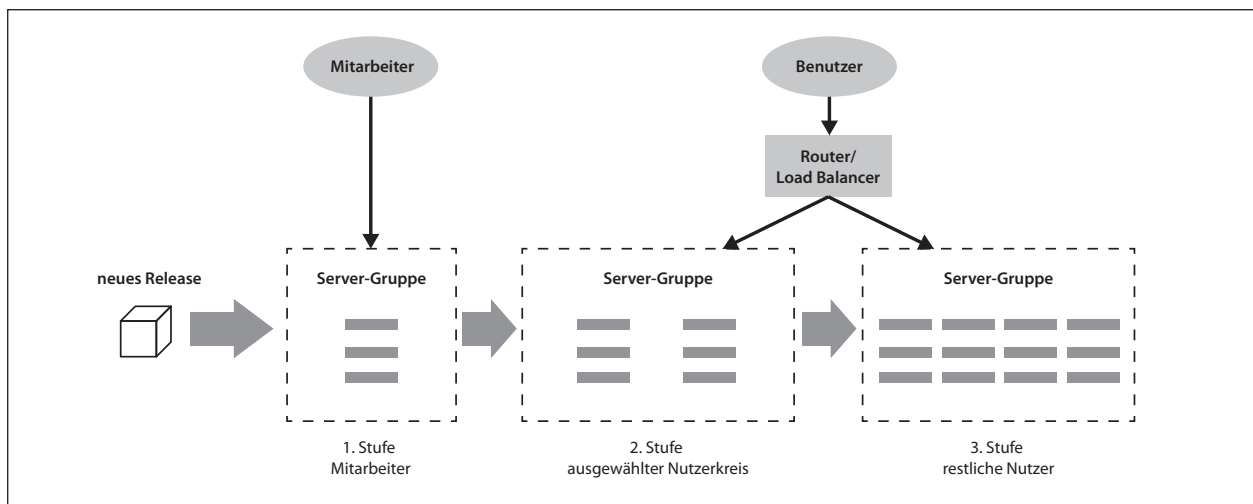 Mitarbeiter
Benutzer
Router/
Load Balancer
neues Release
Server-Gruppe
Server-Gruppe
Server-Gruppe
1. Stufe
Mitarbeiter
2. Stufe
ausgewählter Nutzerkreis
3. Stufe
restliche Nutzer